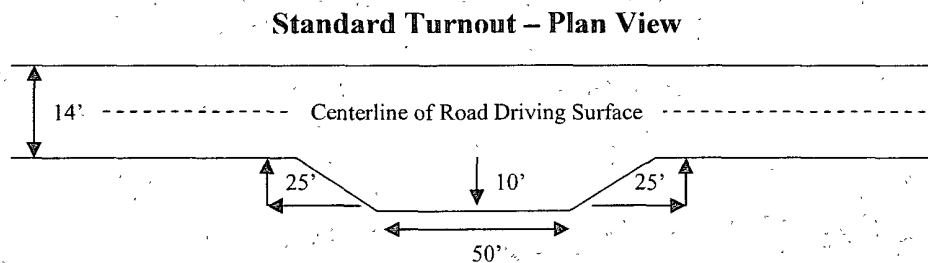 Standard Turnout – Plan View
14'
Centerline of Road Driving Surface
25'
10'
25'
50'